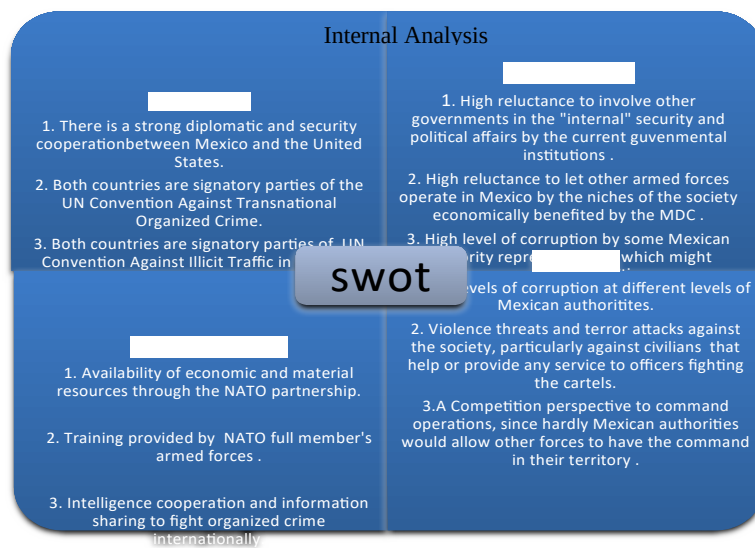 Internal Analysis
1. There is a strong diplomatic and security
cooperationbetween Mexico and the United
States.
2. Both countries are signatory parties of the
UN Convention Against Transnational
Organized Crime.
3. Both countries are signatory parties of UN
Convention Against Illicit Traffic in
1. High reluctance to involve other
governments in the "internal" security and
political affairs by the current guvenmental
institutions .
2. High reluctance to let other armed forces
operate in Mexico by the niches of the society
economically benefited by the MDC .
3. High level of corruption by some Mexican
which might
swot
1. Availability of economic and material
resources through the NATO partnership.
2. Training provided by NATO full member's
armed forces .
3. Intelligence cooperation and information
sharing to fight organized crime
internationally
levels of corruption at different levels of
Mexican authoritites.
2. Violence threats and terror attacks against
the society, particularly against civilians that
help or provide any service to officers fighting
the cartels.
3.A Competition perspective to command
operations, since hardly Mexican authorities
would allow other forces to have the command
in their territory .